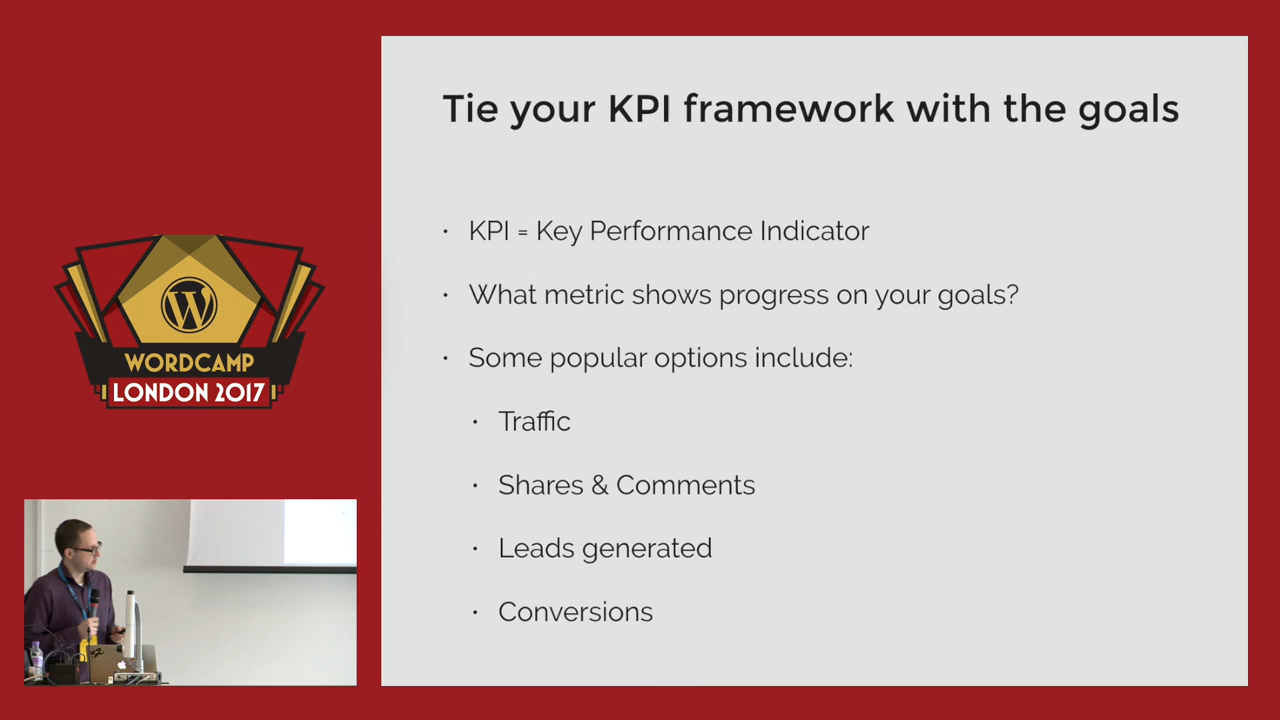 Tie your KPI framework with the goals
• KPI = Key Performance Indicator
• What metric shows progress on your goals?
• Some popular options include:
• Traffic
• Shares & Comments
• Leads generated
• Conversions
W
WORDCAMP
LONDON 2017